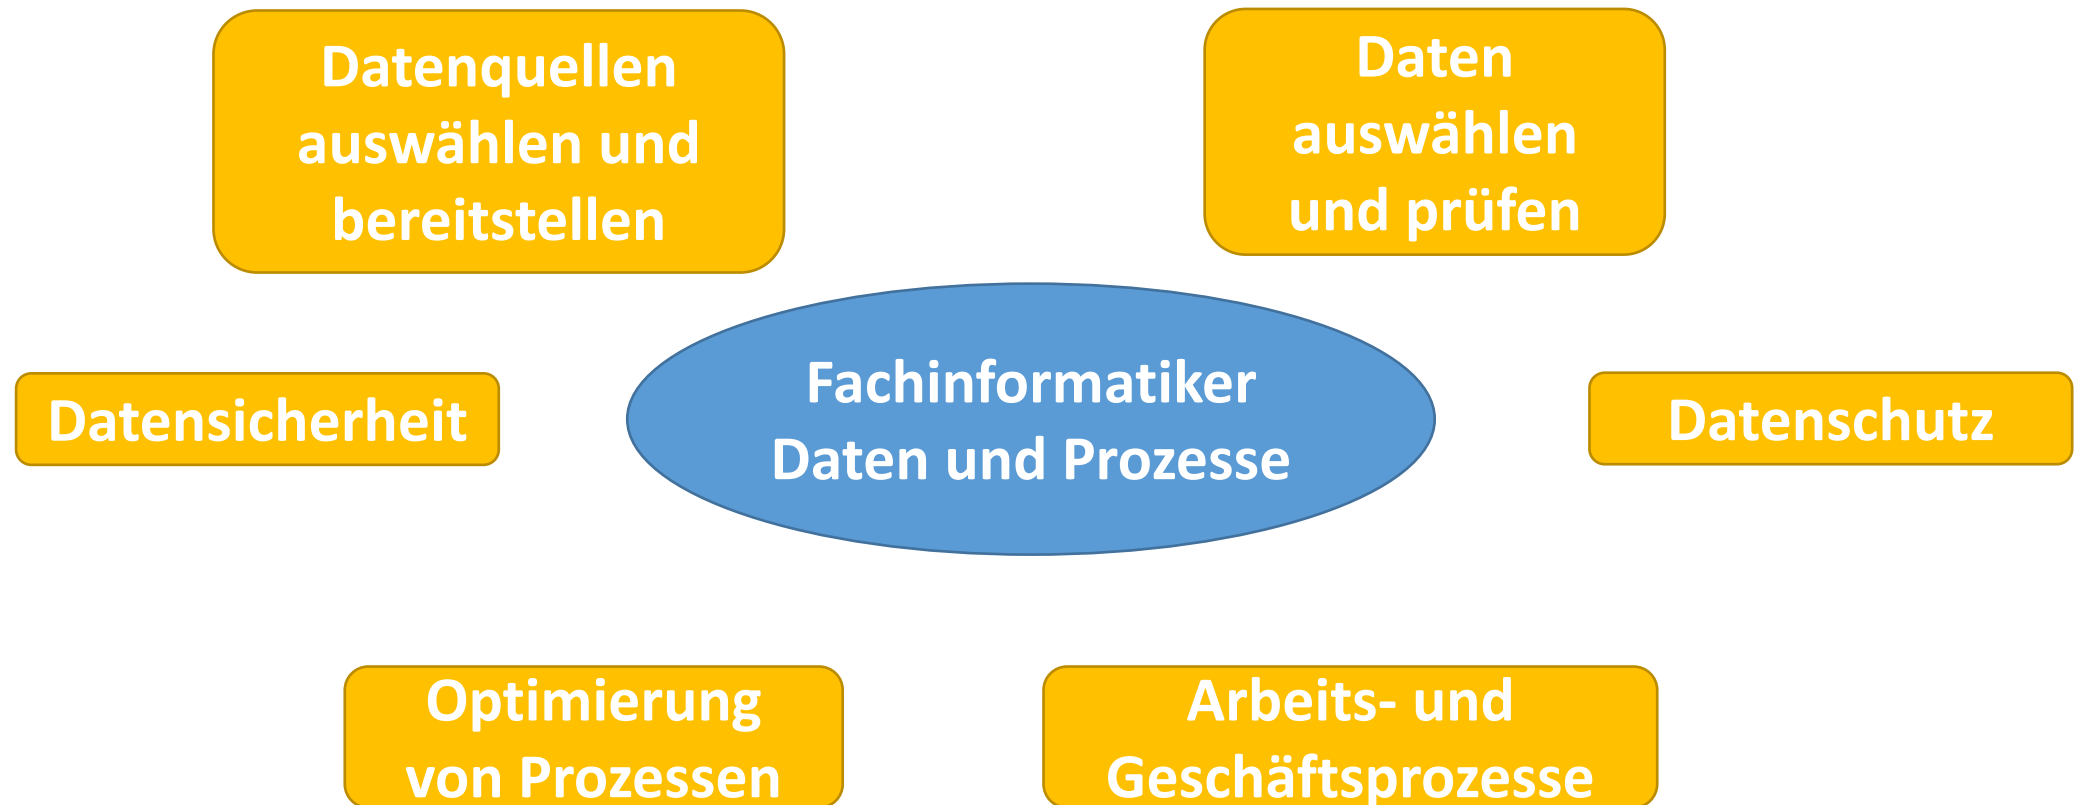 Datenquellen
auswählen und
bereitstellen
Daten
auswählen
und prüfen
Datensicherheit
Fachinformatiker
Daten und Prozesse
Datenschutz
Optimierung
von Prozessen
Arbeits- und
Geschäftsprozesse